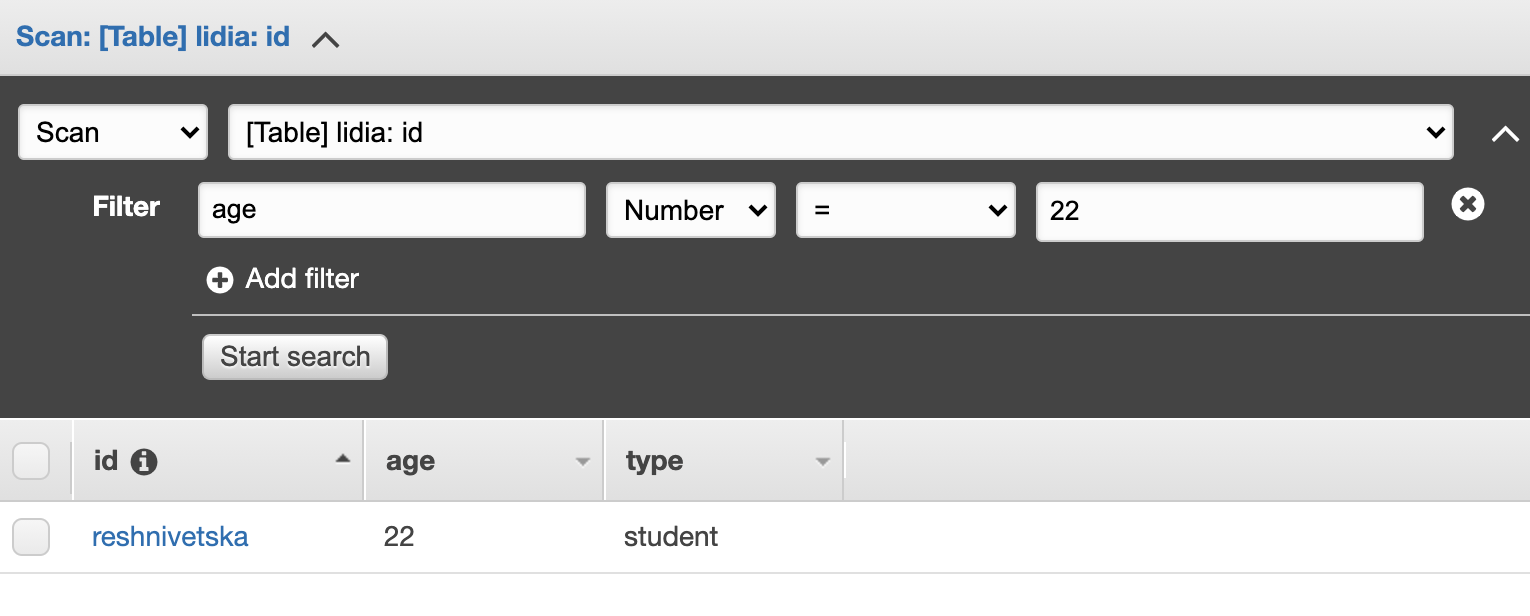 Scan: [Table] lidia: id
Scan [Table] lidia: id
Filter age Number = 22
Add filter
Start search
id age type
reshnivetska 22 student